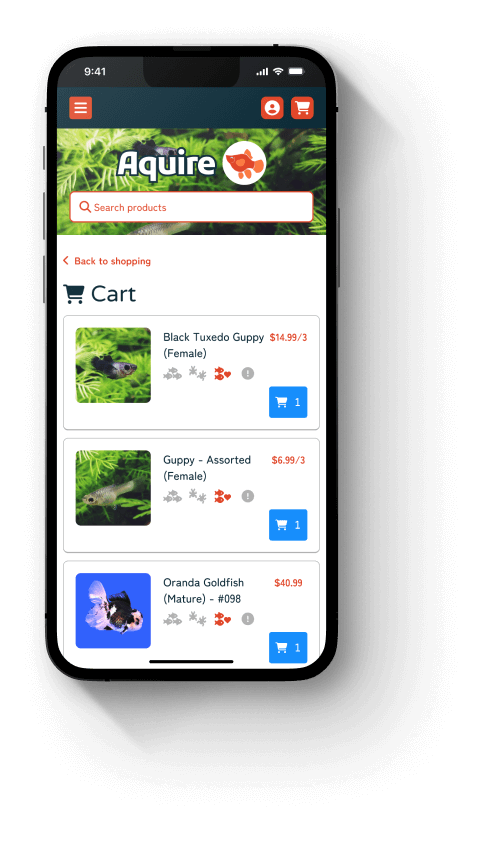 9:41
Aquire
Search products
Back to shopping
Cart
Black Tuxedo Guppy $14.99/3
(Female)
1
Guppy - Assorted $6.99/3
(Female)
1
Oranda Goldfish $40.99
(Mature) - #098
1